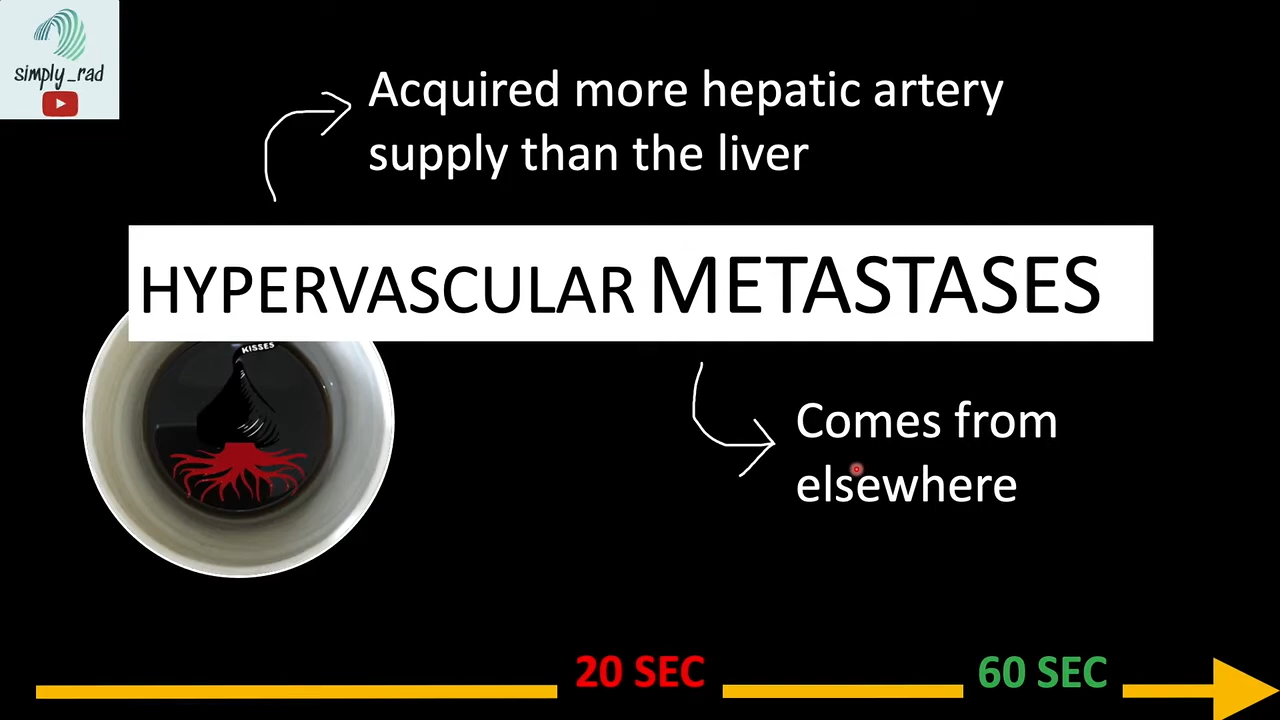 simply_rad
Acquired more hepatic artery
supply than the liver
HYPERVASCULAR METASTASES
KISSES
Comes from
elsewhere
20 SEC
60 SEC